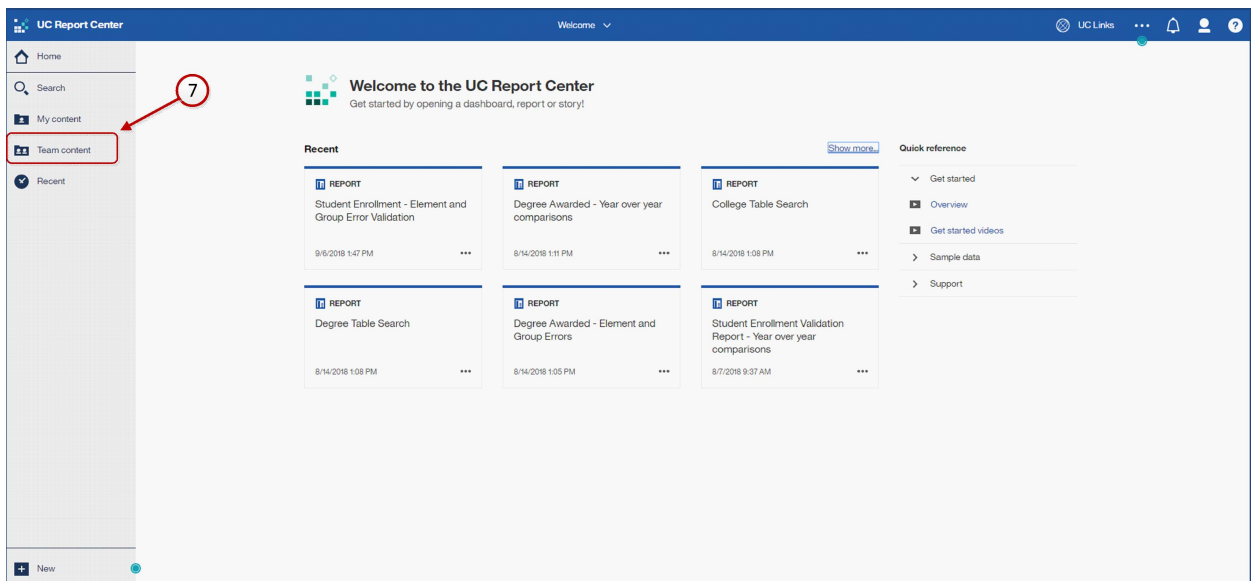 UC Report Center
Welcome
UC Links
Home
Search
My content
Team content
Recent
7
Welcome to the UC Report Center
Get started by opening a dashboard, report or story!
Recent
Show more...
REPORT
Student Enrollment - Element and
Group Error Validation
9/6/2018 1:47 PM
REPORT
Degree Awarded - Year over year
comparisons
8/14/2018 1:11 PM
REPORT
College Table Search
8/14/2018 1:08 PM
REPORT
Degree Table Search
8/14/2018 1:08 PM
REPORT
Degree Awarded - Element and
Group Errors
8/14/2018 1:05 PM
REPORT
Student Enrollment Validation
Report - Year over year
comparisons
8/7/2018 9:37 AM
Quick reference
Get started
Overview
Get started videos
Sample data
Support
New